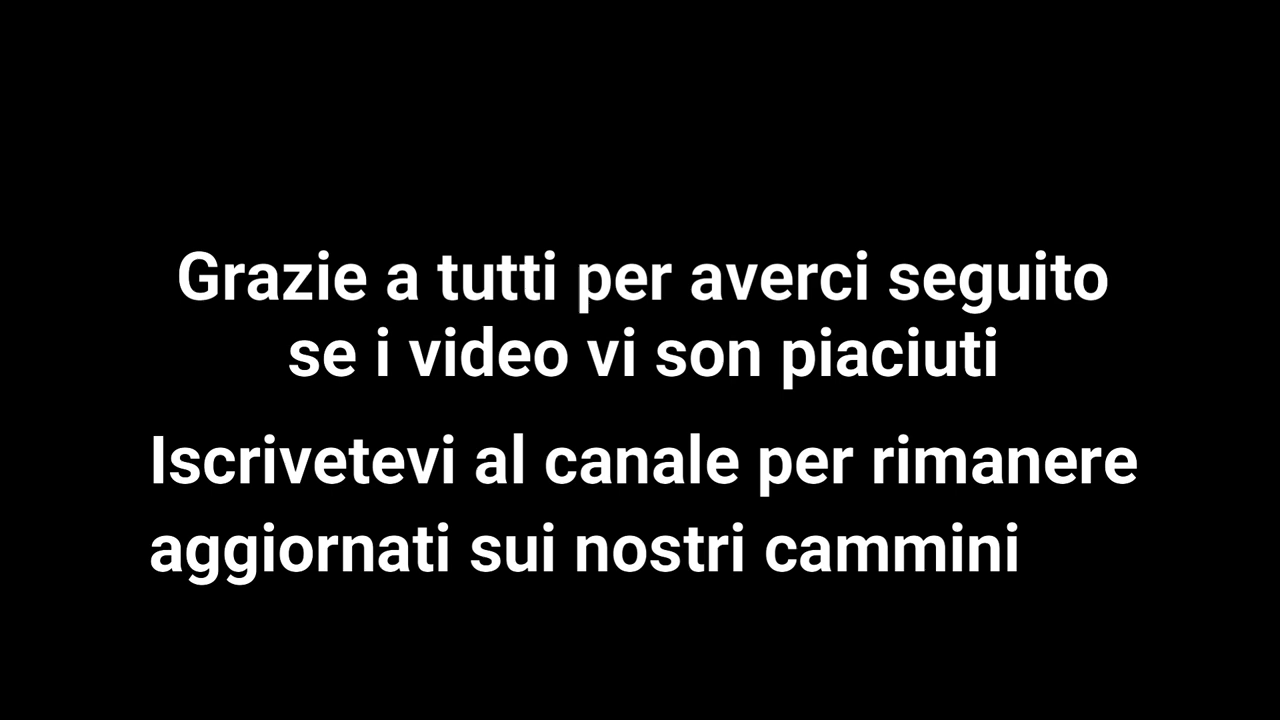 Grazie a tutti per averci seguito
se i video vi son piaciuti
Iscrivetevi al canale per rimanere
aggiornati sui nostri cammini